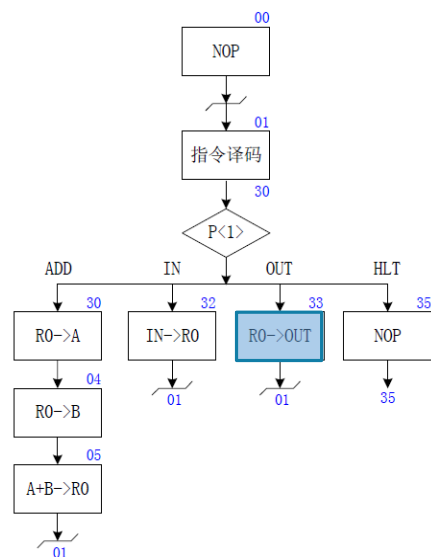 00
NOP
01
指令译码
30
P<1>
ADD IN OUT HLT
30 32 33 35
R0->A IN->R0 R0->OUT NOP
04 01 01 35
R0->B
05
A+B->R0
01